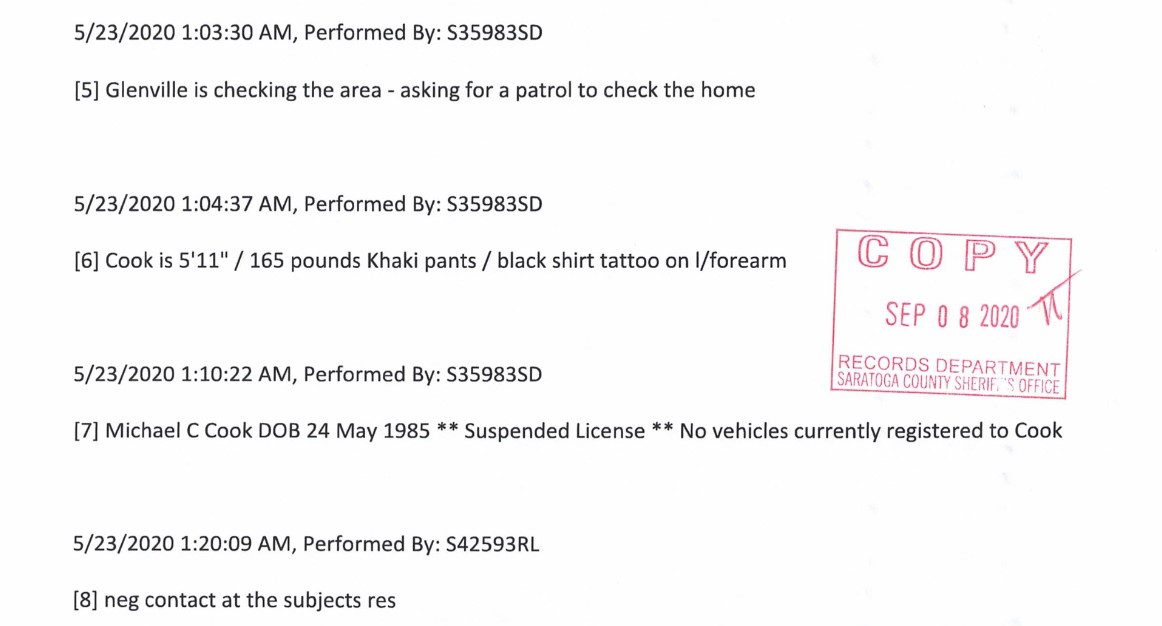 5/23/2020 1:03:30 AM, Performed By: S35983SD
[5] Glenville is checking the area - asking for a patrol to check the home
5/23/2020 1:04:37 AM, Performed By: S35983SD
[6] Cook is 5'11" / 165 pounds Khaki pants / black shirt tattoo on l/forearm
COPY
SEP 08 2020
RECORDS DEPARTMENT
SARATOGA COUNTY SHERIFF'S OFFICE
5/23/2020 1:10:22 AM, Performed By: S35983SD
[7] Michael C Cook DOB 24 May 1985 ** Suspended License ** No vehicles currently registered to Cook
5/23/2020 1:20:09 AM, Performed By: S42593RL
[8] neg contact at the subjects res